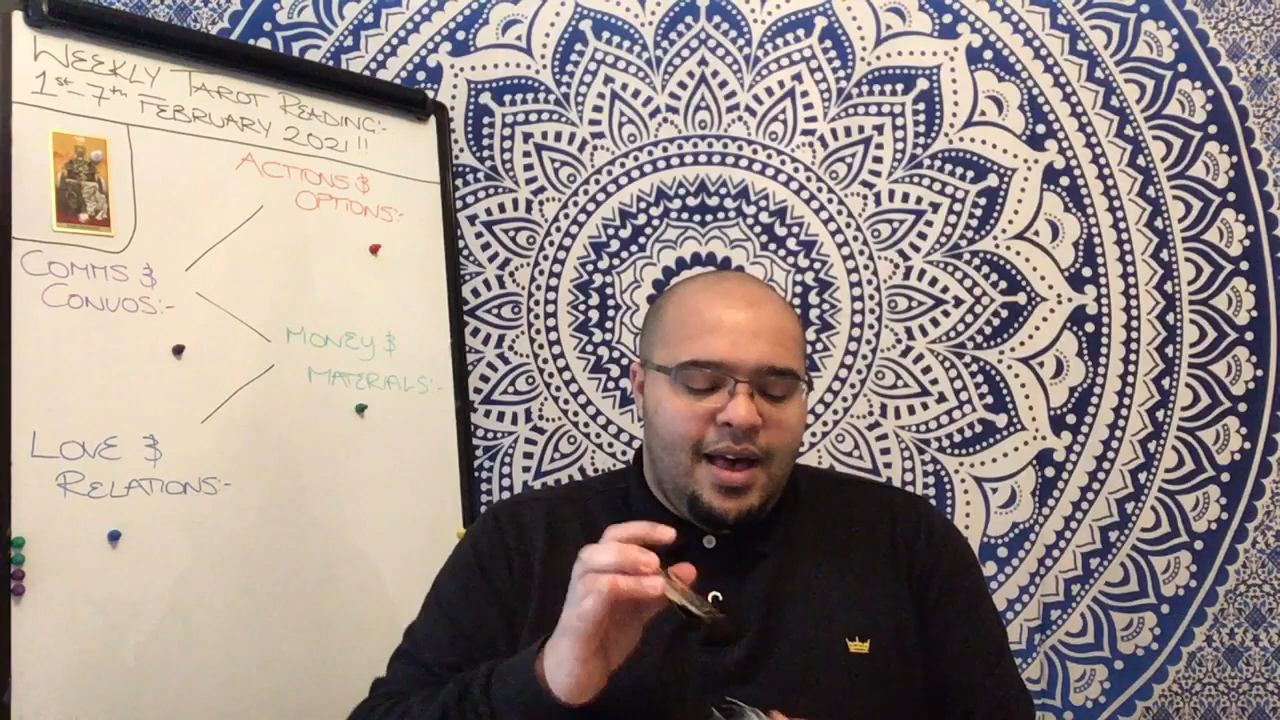 WEEKLY TAROT READING:-
1st - 7th FEBRUARY 2021!!
ACTIONS &
OPTIONS:-
COMMS &
CONVOS:-
MONEY &
MATERIALS:-
LOVE &
RELATIONS:-